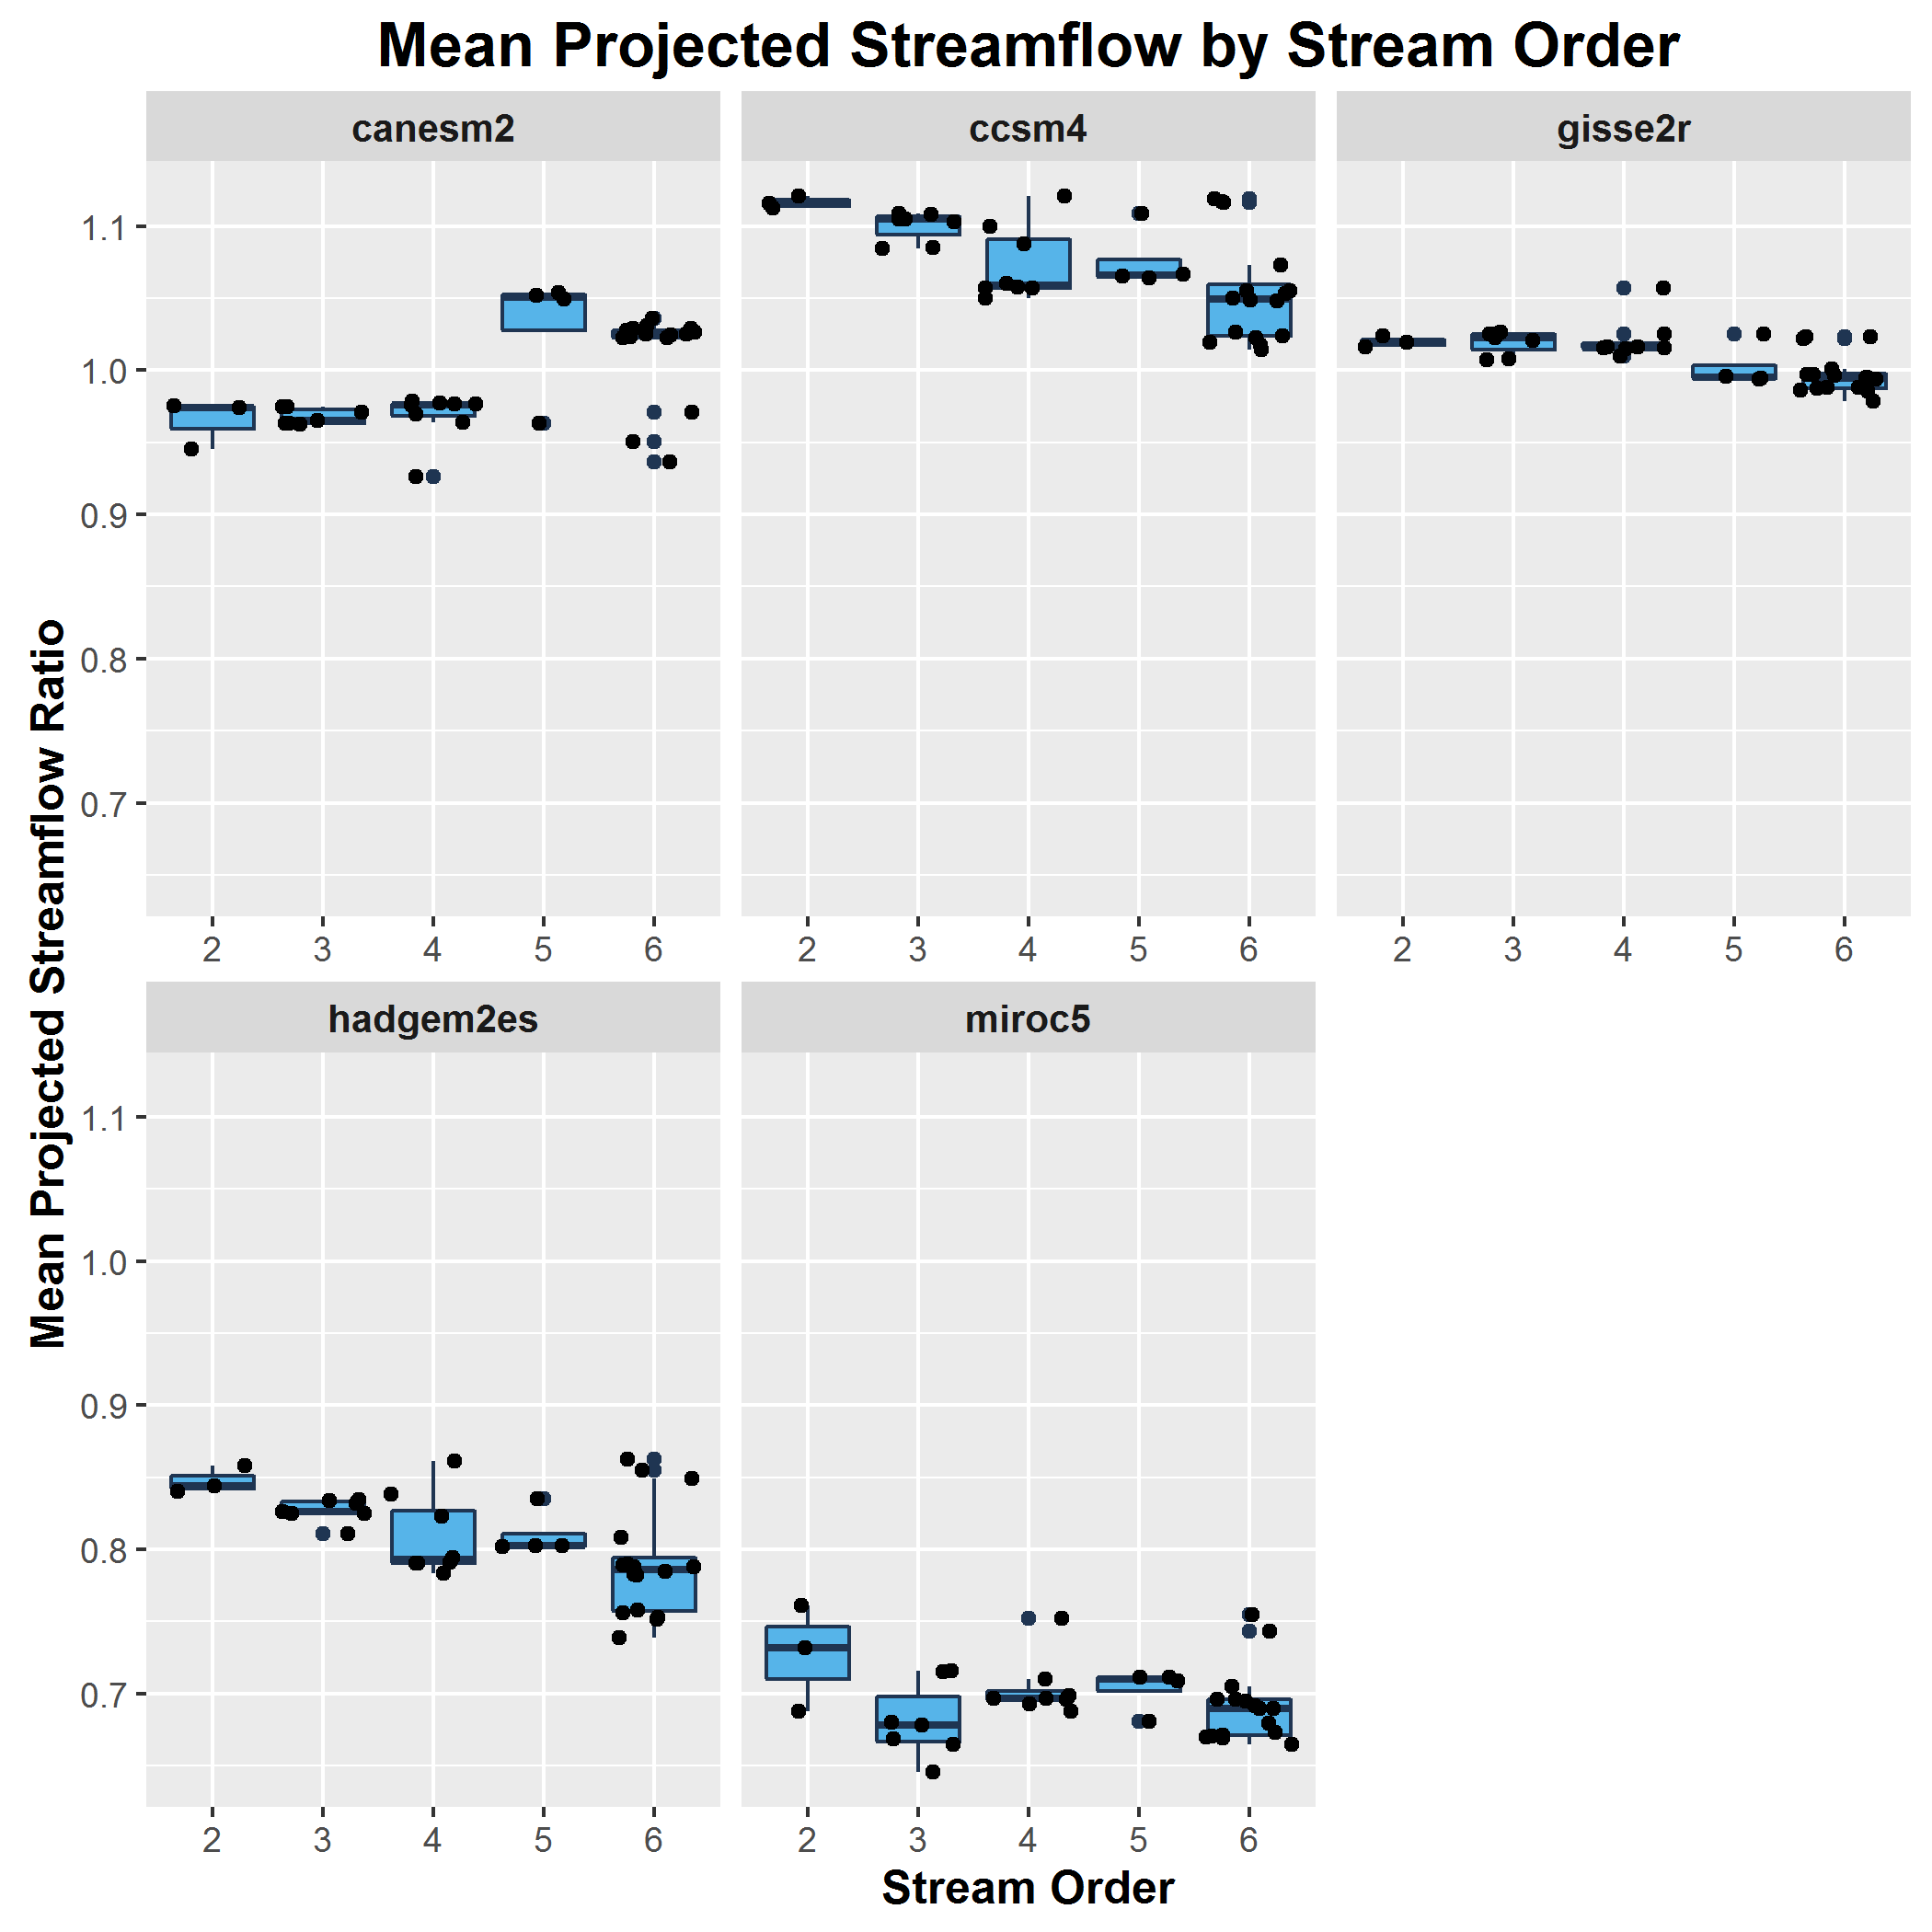 Mean Projected Streamflow by Stream Order
canesm2
ccsm4
gisse2r
Mean Projected Streamflow Ratio
1.1
1.0
0.9
0.8
0.7
2 3 4 5 6
2 3 4 5 6
2 3 4 5 6
hadgem2es
miroc5
1.1
1.0
0.9
0.8
0.7
2 3 4 5 6
2 3 4 5 6
Stream Order